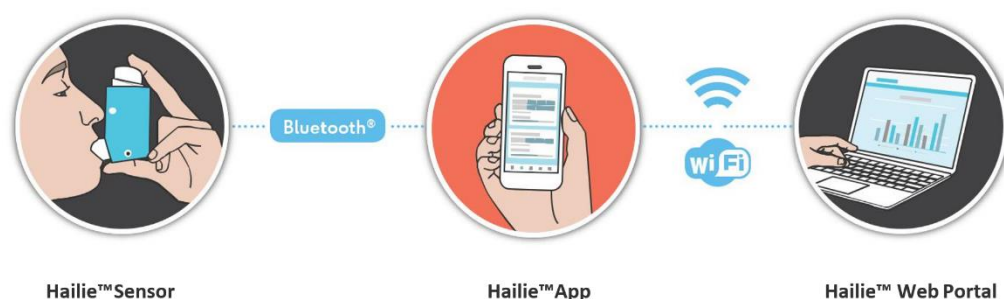 Bluetooth®
WiFi
Hailie™Sensor
Hailie™App
Hailie™ Web Portal